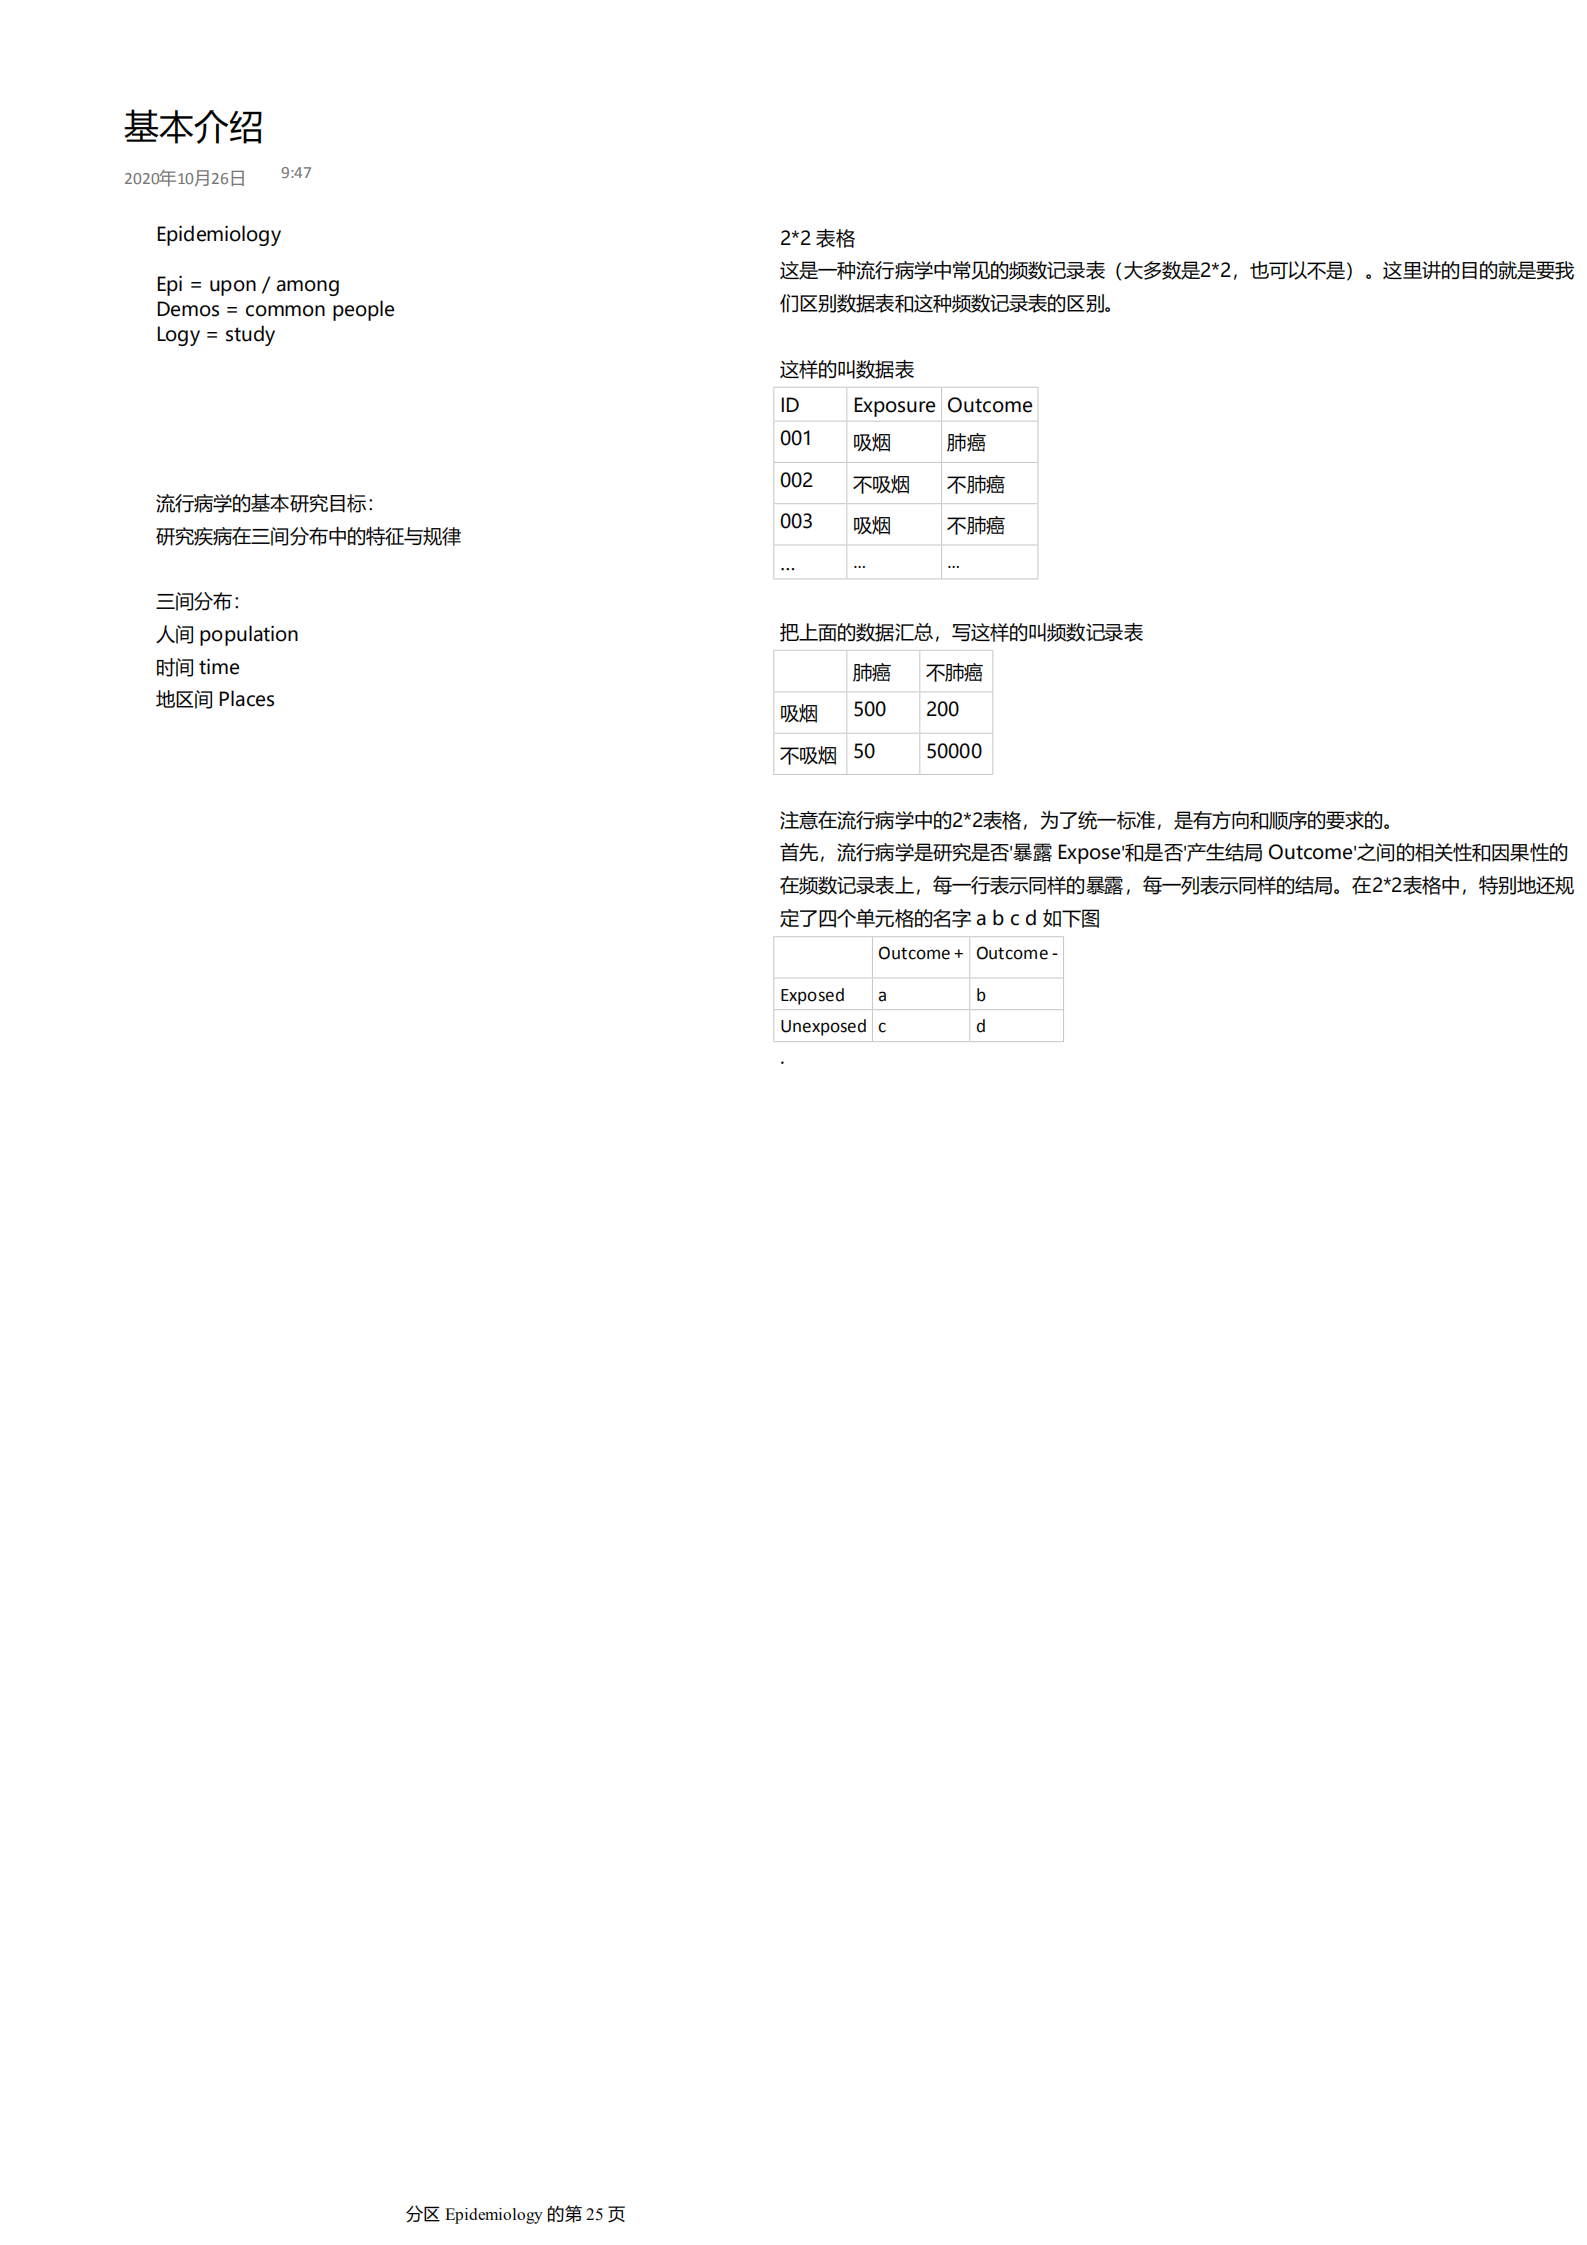 基本介绍
2020年10月26日 9:47
Epidemiology
Epi = upon / among
Demos = common people
Logy = study
流行病学的基本研究目标：
研究疾病在三间分布中的特征与规律
三间分布：
人间 population
时间 time
地区间 Places
2*2 表格
这是一种流行病学中常见的频数记录表（大多数是2*2，也可以不是）。这里讲的目的就是要我
们区别数据表和这种频数记录表的区别。
这样的叫数据表
ID Exposure Outcome
001 吸烟 肺癌
002 不吸烟 不肺癌
003 吸烟 不肺癌
... ... ...
把上面的数据汇总，写这样的叫频数记录表
肺癌 不肺癌
吸烟 500 200
不吸烟 50 50000
注意在流行病学中的2*2表格，为了统一标准，是有方向和顺序的要求的。
首先，流行病学是研究是否'暴露 Expose'和是否'产生结局 Outcome'之间的相关性和因果性的
在频数记录表上，每一行表示同样的暴露，每一列表示同样的结局。在2*2表格中，特别地还规
定了四个单元格的名字 a b c d 如下图
Outcome + Outcome -
Exposed a b
Unexposed c d
.
分区 Epidemiology 的第 25 页